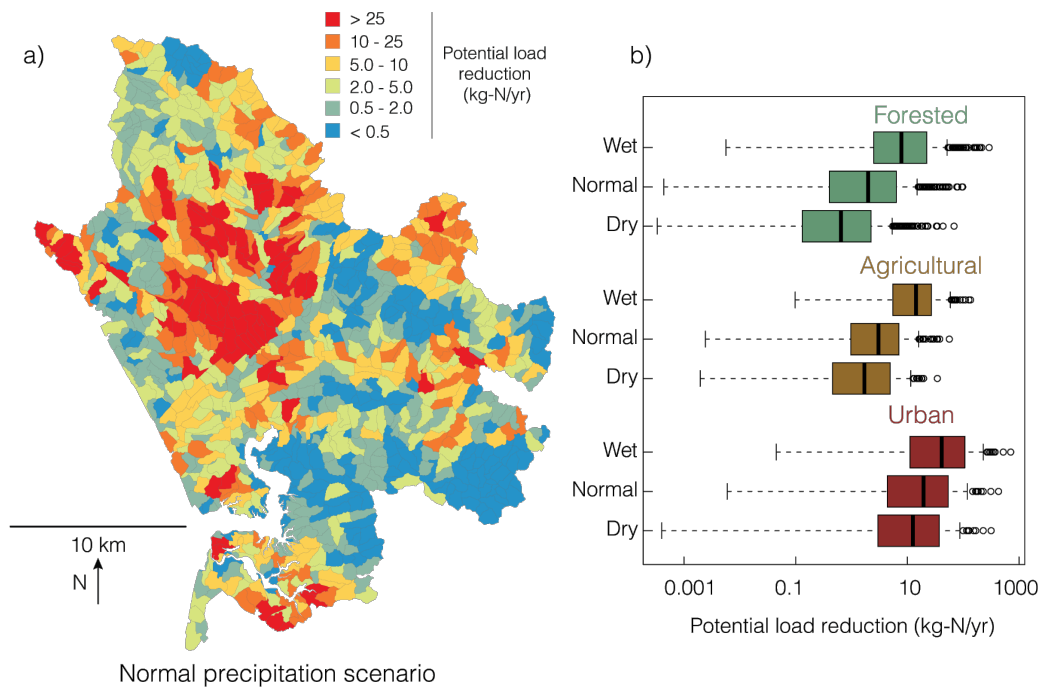 a)
> 25
10 - 25
5.0 - 10
2.0 - 5.0
0.5 - 2.0
< 0.5
Potential load
reduction
(kg-N/yr)
10 km
N
Normal precipitation scenario
b)
Forested
Wet
Normal
Dry
Agricultural
Wet
Normal
Dry
Urban
Wet
Normal
Dry
0.001
0.1
10
1000
Potential load reduction (kg-N/yr)